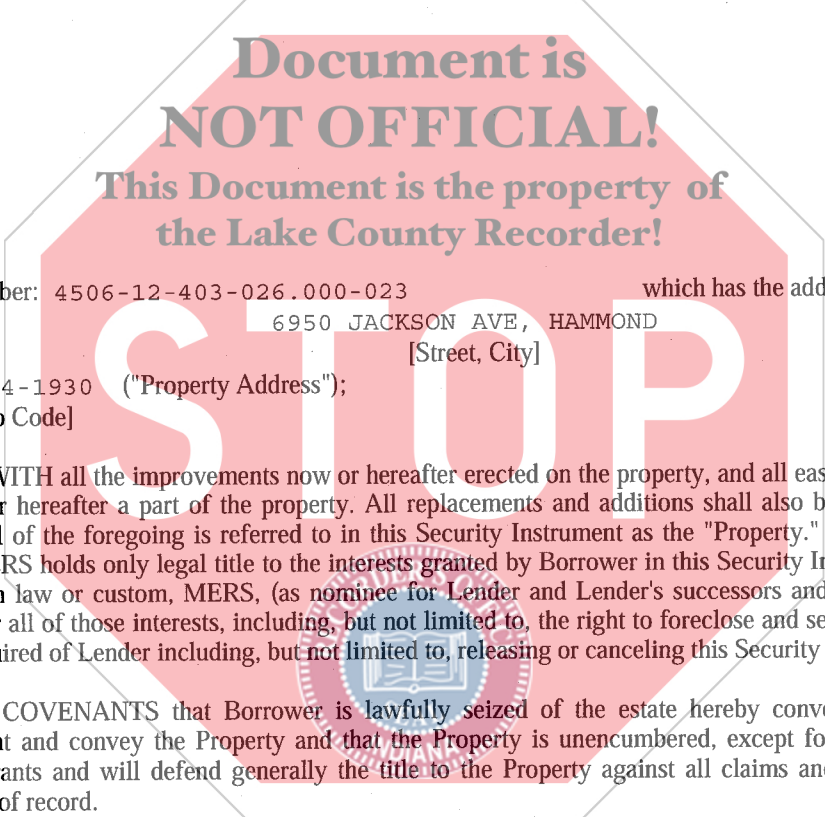 Document is
NOT OFFICIAL!
This Document is the property of
the Lake County Recorder!
ber: 4506-12-403-026.000-023 which has the add
6950 JACKSON AVE, HAMMOND
[Street, City]
4-1930 ("Property Address");
Code]
STOP
WITH all the improvements now or hereafter erected on the property, and all eas
r hereafter a part of the property. All replacements and additions shall also b
l of the foregoing is referred to in this Security Instrument as the "Property."
ERS holds only legal title to the interests granted by Borrower in this Security In
law or custom, MERS, (as nominee for Lender and Lender's successors and
all of those interests, including, but not limited to, the right to foreclose and se
uired of Lender including, but not limited to, releasing or canceling this Security
COVENANTS that Borrower is lawfully seized of the estate hereby conve
nt and convey the Property and that the Property is unencumbered, except fo
rants and will defend generally the title to the Property against all claims an
of record.
INDIANA